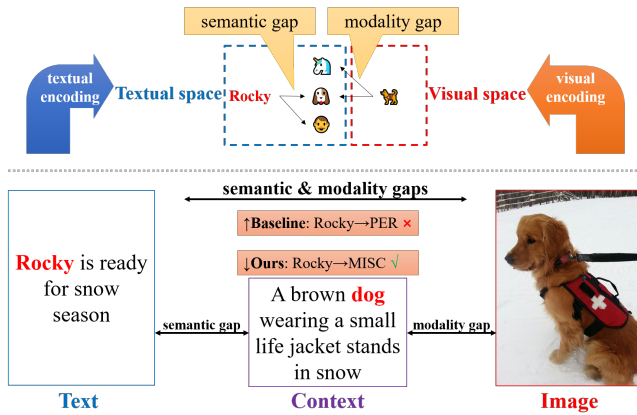 semantic gap
modality gap
textual
encoding
Textual space
Rocky
Visual space
visual
encoding
semantic & modality gaps
↑Baseline: Rocky→PER ×
↓Ours: Rocky→MISC √
Rocky is ready
for snow
season
semantic gap
A brown dog
wearing a small
life jacket stands
in snow
modality gap
Text
Context
Image